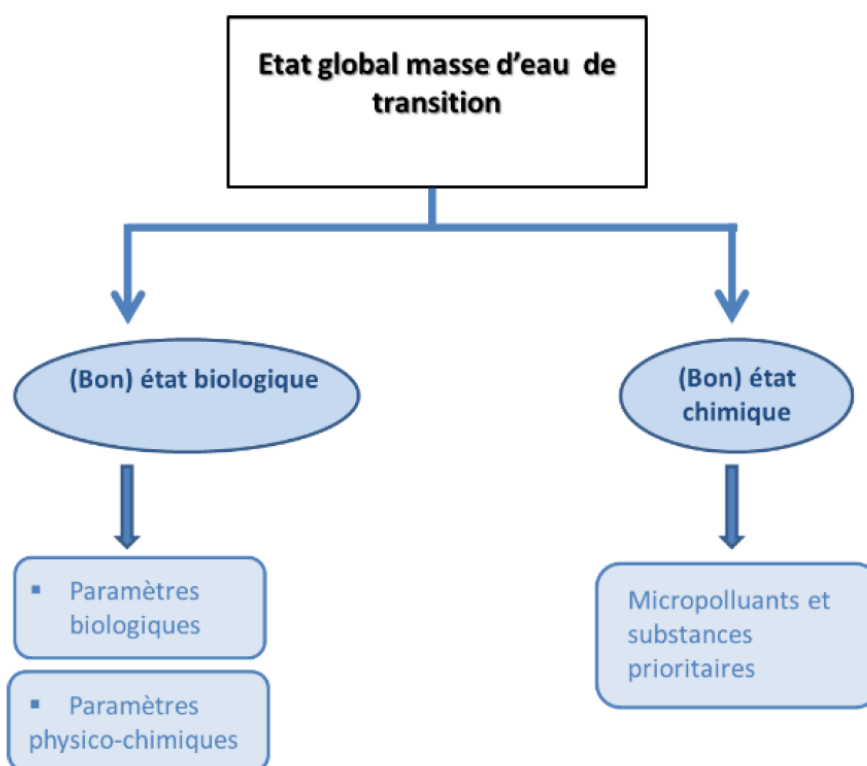 Etat global masse d’eau de
transition
(Bon) état biologique
(Bon) état
chimique
▪ Paramètres
biologiques
▪ Paramètres
physico-chimiques
Micropolluants et
substances
prioritaires